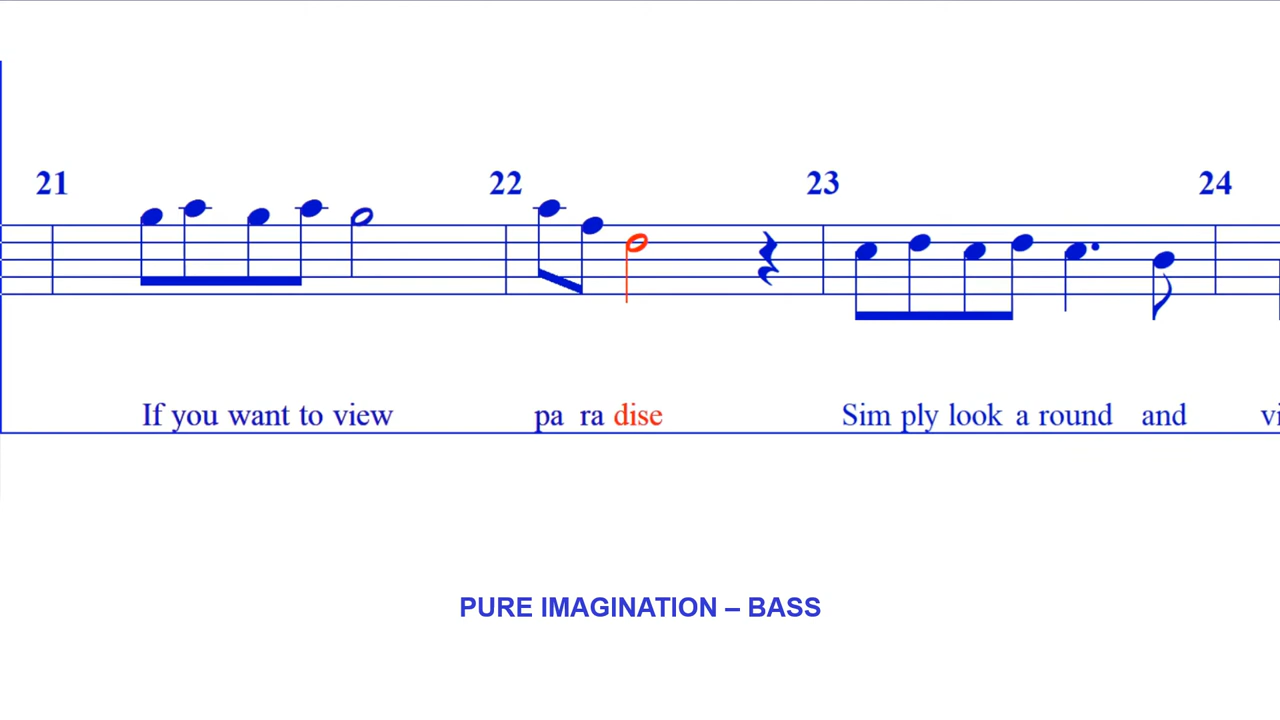 21 22 23 24
If you want to view pa ra dise Sim ply look a round and vi
PURE IMAGINATION – BASS